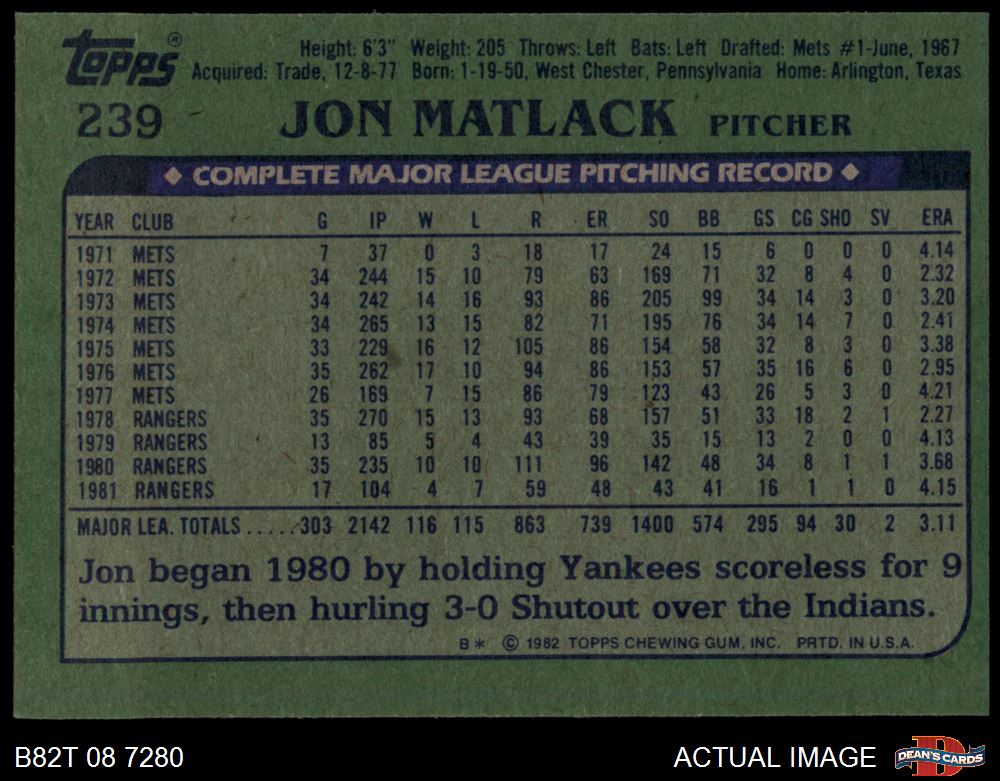 Topps®
Height: 6'3" Weight: 205 Throws: Left Bats: Left Drafted: Mets #1-June, 1967
Acquired: Trade, 12-8-77 Born: 1-19-50, West Chester, Pennsylvania Home: Arlington, Texas
239 JON MATLACK PITCHER
◆ COMPLETE MAJOR LEAGUE PITCHING RECORD ◆
YEAR CLUB G IP W L R ER SO BB GS CG SHO SV ERA
1971 METS 7 37 0 3 18 17 24 15 6 0 0 0 4.14
1972 METS 34 244 15 10 79 63 169 71 32 8 4 0 2.32
1973 METS 34 242 14 16 93 86 205 99 34 14 3 0 3.20
1974 METS 34 265 13 15 82 71 195 76 34 14 7 0 2.41
1975 METS 33 229 16 12 105 86 154 58 32 8 3 0 3.38
1976 METS 35 262 17 10 94 86 153 57 35 16 6 0 2.95
1977 METS 26 169 7 15 86 79 123 43 26 5 3 0 4.21
1978 RANGERS 35 270 15 13 93 68 157 51 33 18 2 1 2.27
1979 RANGERS 13 85 5 4 43 39 35 15 13 2 0 0 4.13
1980 RANGERS 35 235 10 10 111 96 142 48 34 8 1 1 3.68
1981 RANGERS 17 104 4 7 59 48 43 41 16 1 1 0 4.15
MAJOR LEA. TOTALS ..... 303 2142 116 115 863 739 1400 574 295 94 30 2 3.11
Jon began 1980 by holding Yankees scoreless for 9
innings, then hurling 3-0 Shutout over the Indians.
B* © 1982 TOPPS CHEWING GUM, INC. PRTD. IN U.S.A.
B82T 08 7280 ACTUAL IMAGE D DEAN'S CARDS